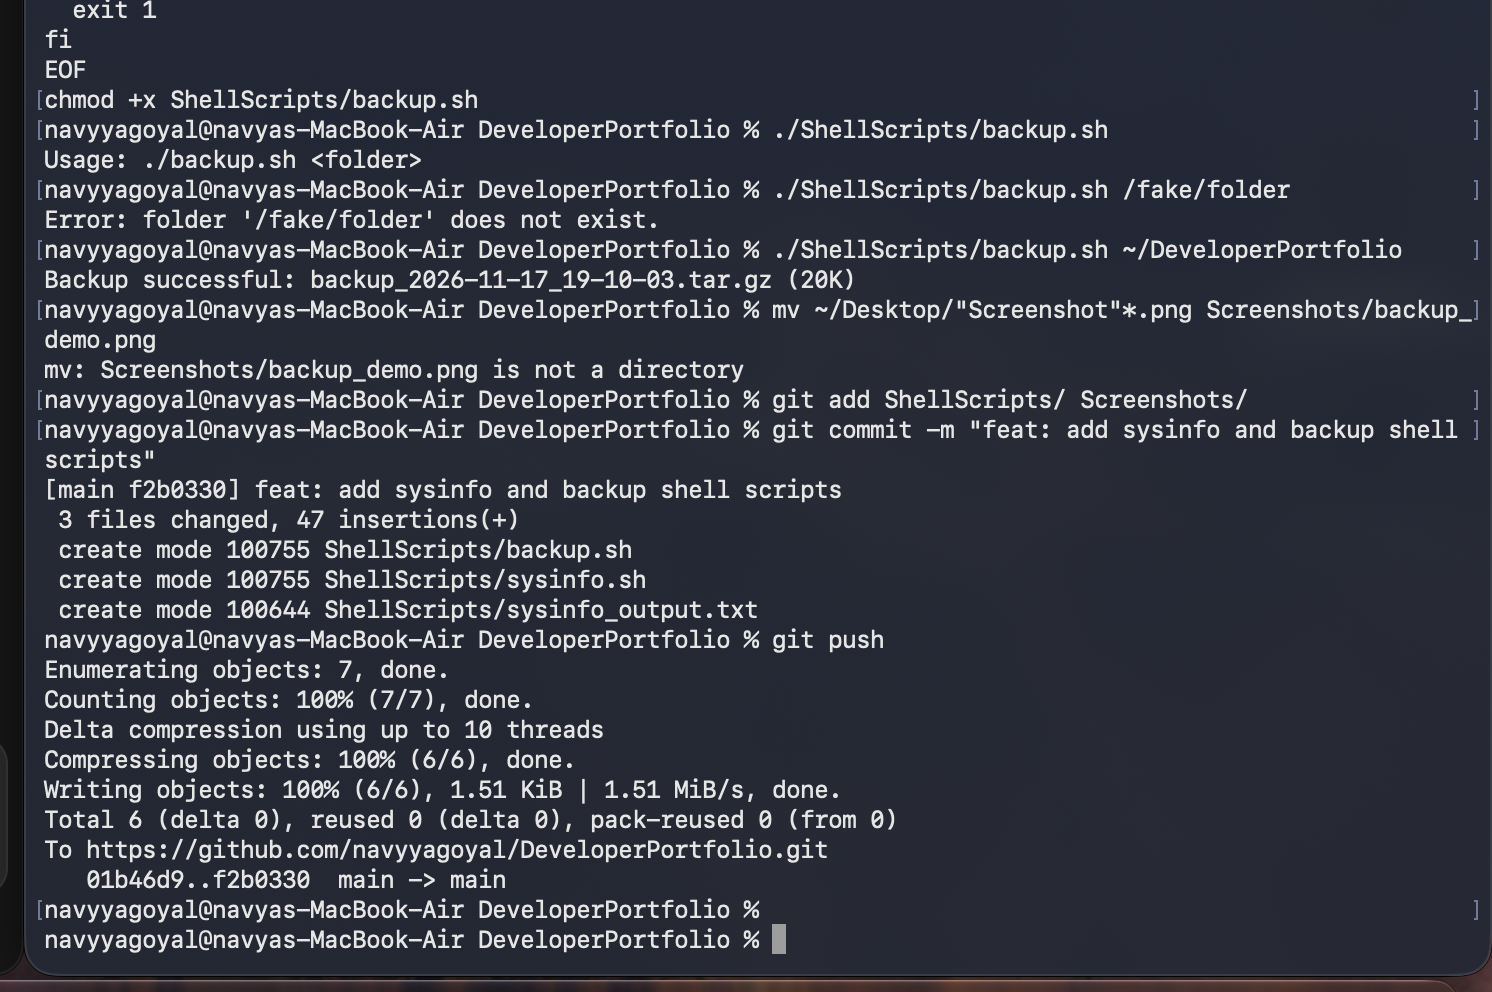 exit 1
fi
EOF
[chmod +x ShellScripts/backup.sh ]
[navyyagoyal@navyas-MacBook-Air DeveloperPortfolio % ./ShellScripts/backup.sh ]
Usage: ./backup.sh <folder>
[navyyagoyal@navyas-MacBook-Air DeveloperPortfolio % ./ShellScripts/backup.sh /fake/folder ]
Error: folder '/fake/folder' does not exist.
[navyyagoyal@navyas-MacBook-Air DeveloperPortfolio % ./ShellScripts/backup.sh ~/DeveloperPortfolio ]
Backup successful: backup_2026-11-17_19-10-03.tar.gz (20K)
[navyyagoyal@navyas-MacBook-Air DeveloperPortfolio % mv ~/Desktop/"Screenshot"*.png Screenshots/backup_]
demo.png
mv: Screenshots/backup_demo.png is not a directory
[navyyagoyal@navyas-MacBook-Air DeveloperPortfolio % git add ShellScripts/ Screenshots/ ]
[navyyagoyal@navyas-MacBook-Air DeveloperPortfolio % git commit -m "feat: add sysinfo and backup shell ]
scripts"
[main f2b0330] feat: add sysinfo and backup shell scripts
 3 files changed, 47 insertions(+)
 create mode 100755 ShellScripts/backup.sh
 create mode 100755 ShellScripts/sysinfo.sh
 create mode 100644 ShellScripts/sysinfo_output.txt
navyyagoyal@navyas-MacBook-Air DeveloperPortfolio % git push
Enumerating objects: 7, done.
Counting objects: 100% (7/7), done.
Delta compression using up to 10 threads
Compressing objects: 100% (6/6), done.
Writing objects: 100% (6/6), 1.51 KiB | 1.51 MiB/s, done.
Total 6 (delta 0), reused 0 (delta 0), pack-reused 0 (from 0)
To https://github.com/navyyagoyal/DeveloperPortfolio.git
   01b46d9..f2b0330  main -> main
[navyyagoyal@navyas-MacBook-Air DeveloperPortfolio % ]
navyyagoyal@navyas-MacBook-Air DeveloperPortfolio %